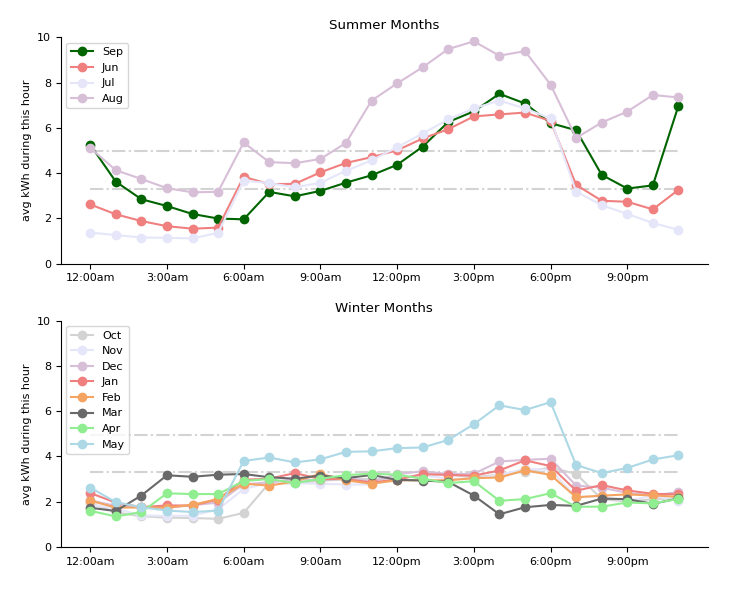 Summer Months
avg kWh during this hour
10
8
6
4
2
0
Sep
Jun
Jul
Aug
12:00am 3:00am 6:00am 9:00am 12:00pm 3:00pm 6:00pm 9:00pm
Winter Months
avg kWh during this hour
10
8
6
4
2
0
Oct
Nov
Dec
Jan
Feb
Mar
Apr
May
12:00am 3:00am 6:00am 9:00am 12:00pm 3:00pm 6:00pm 9:00pm